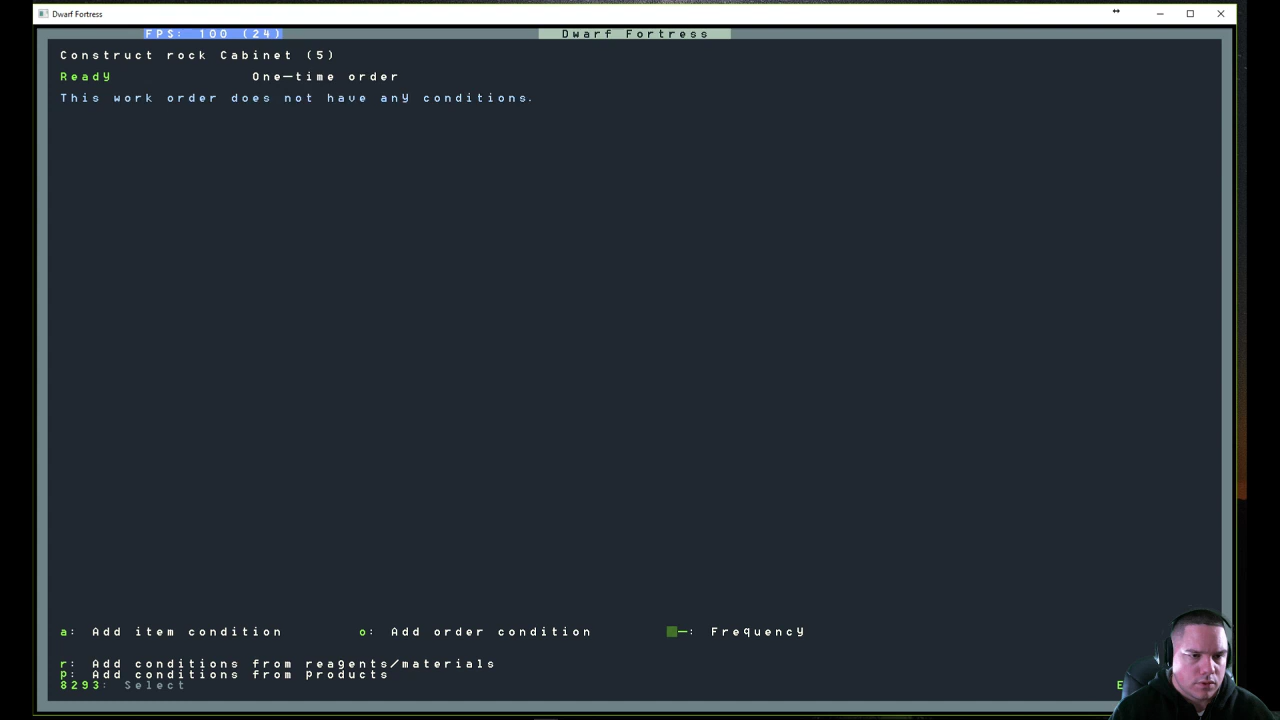 Dwarf Fortress
FPS: 100 (24)
Dwarf Fortress
Construct rock Cabinet (5)
Ready One-time order
This work order does not have any conditions.
a: Add item condition o: Add order condition -: Frequency
r: Add conditions from reagents/materials
p: Add conditions from products
8293: Select